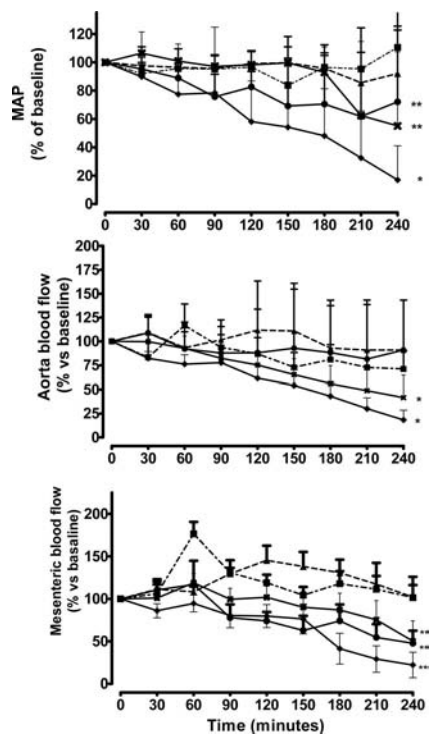 MAP
(% of baseline)
120
100
80
60
40
20
0
**
**
*
0 30 60 90 120 150 180 210 240
Aorta blood flow
(% vs baseline)
200
175
150
125
100
75
50
25
0
*
*
0 30 60 90 120 150 180 210 240
Mesenteric blood flow
(% vs basaline)
200
150
100
50
0
**
**
***
0 30 60 90 120 150 180 210 240
Time (minutes)